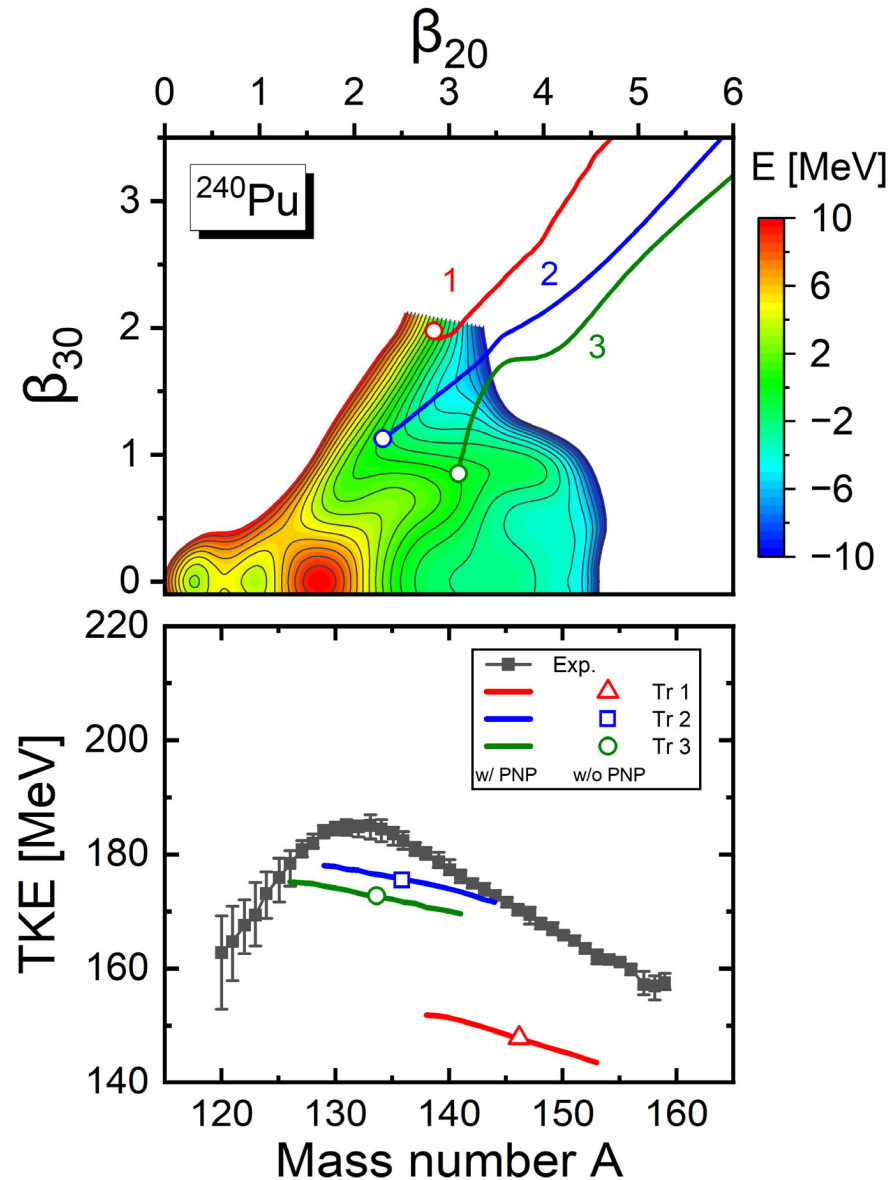 β20
0 1 2 3 4 5 6
E [MeV]
240Pu
β30
3
2
1
0
1
2
3
10
6
2
−2
−6
−10
220
200
180
160
140
TKE [MeV]
Exp.
Tr 1
Tr 2
Tr 3
w/ PNP w/o PNP
120 130 140 150 160
Mass number A